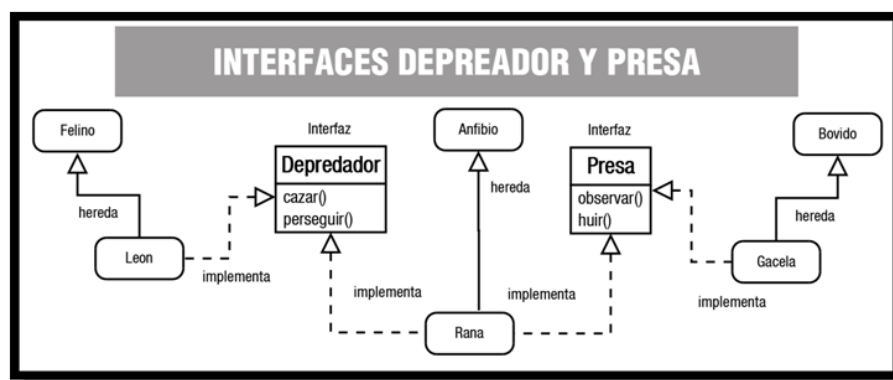 INTERFACES DEPREADOR Y PRESA
Felino
Interfaz
Anfibio
Interfaz
Bovido
Depredador
cazar()
perseguir()
Presa
observar()
huir()
hereda
hereda
hereda
Leon
implementa
implementa
implementa
implementa
Gacela
Rana